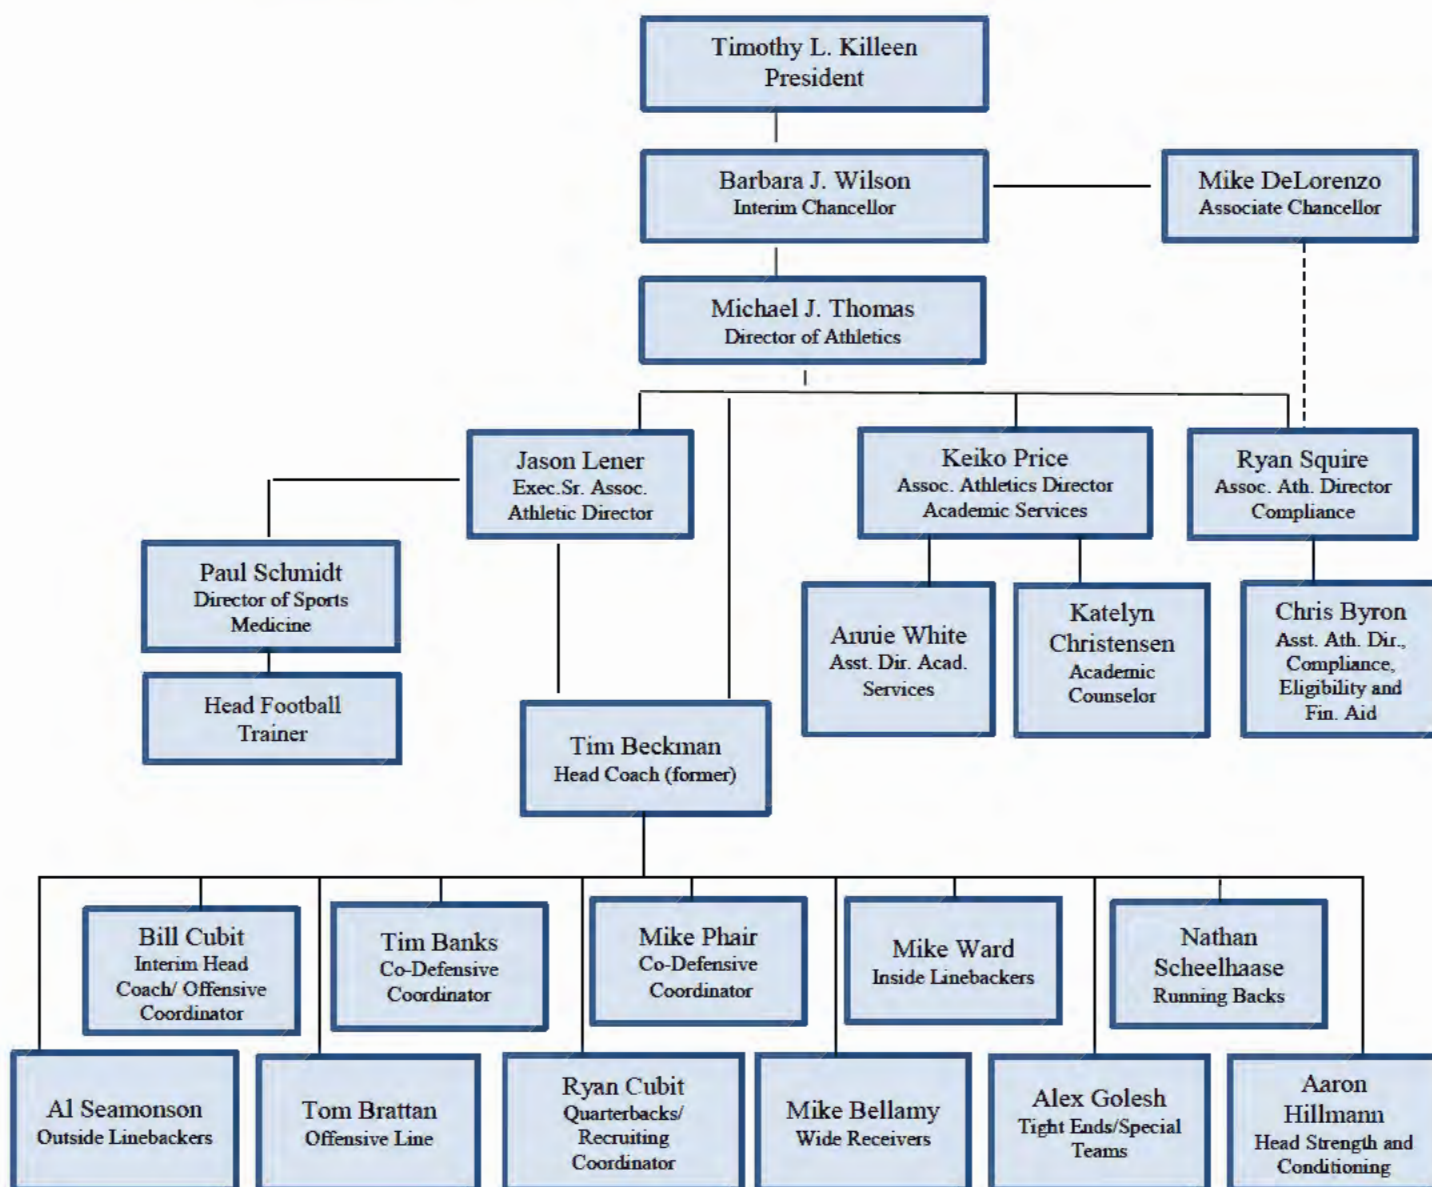 Timothy L. Killeen
President
Barbara J. Wilson
Interim Chancellor
Mike DeLorenzo
Associate Chancellor
Michael J. Thomas
Director of Athletics
Jason Lener
Exec.Sr. Assoc.
Athletic Director
Keiko Price
Assoc. Athletics Director
Academic Services
Ryan Squire
Assoc. Ath. Director
Compliance
Paul Schmidt
Director of Sports
Medicine
Head Football
Trainer
Annie White
Asst. Dir. Acad.
Services
Katelyn
Christensen
Academic
Counselor
Chris Byron
Asst. Ath. Dir.,
Compliance,
Eligibility and
Fin. Aid
Tim Beckman
Head Coach (former)
Bill Cubit
Interim Head
Coach/ Offensive
Coordinator
Tim Banks
Co-Defensive
Coordinator
Mike Phair
Co-Defensive
Coordinator
Mike Ward
Inside Linebackers
Nathan
Scheelhaase
Running Backs
Al Seamonson
Outside Linebackers
Tom Brattan
Offensive Line
Ryan Cubit
Quarterbacks/
Recruiting
Coordinator
Mike Bellamy
Wide Receivers
Alex Golesh
Tight Ends/Special
Teams
Aaron
Hillmann
Head Strength and
Conditioning